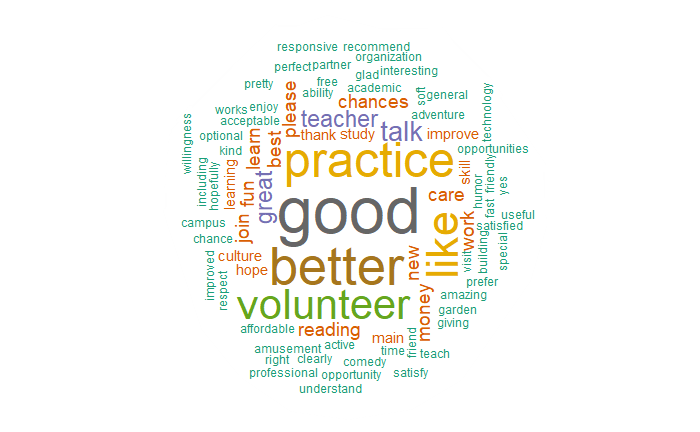 responsive recommend
organization
perfect partner
glad interesting
pretty
free
ability
academic
soft
general
chances
works enjoy
please
teacher
talk
adventure
technology
acceptable
thank study
improve
willingness
optional
learn
best
practice
opportunities
kind
including
hopefully
learning
fun
great
good
care
skill
humor
fast friendly
yes
campus
join
like
work
useful
satisfied
chance
culture
better
new
visit
building
special
improved
respect
hope
prefer
volunteer
money
amazing
garden
giving
affordable
reading
main
friend
amusement
active
time
teach
right
clearly
comedy
professional
opportunity
satisfy
understand